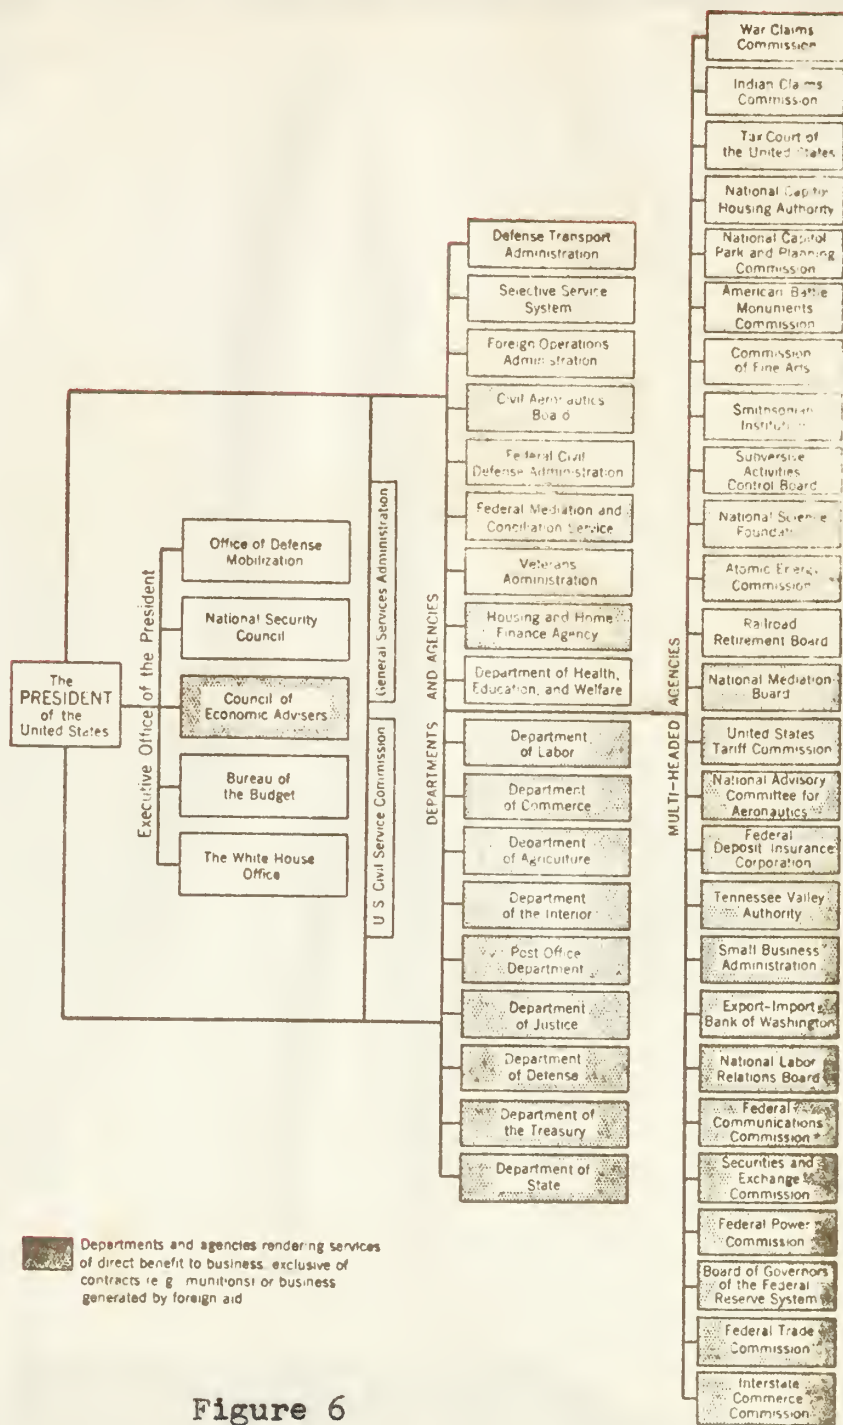 The
PRESIDENT
of the
United States
Executive Office of the President
Office of Defense
Mobilization
National Security
Council
Council of
Economic Advisers
Bureau of
the Budget
The White House
Office
General Services Administration
U S Civil Service Commission
DEPARTMENTS AND AGENCIES
Defense Transport
Administration
Selective Service
System
Foreign Operations
Administration
Civil Aeronautics
Board
Federal Civil
Defense Administration
Federal Mediation and
Conciliation Service
Veterans
Administration
Housing and Home
Finance Agency
Department of Health,
Education, and Welfare
Department
of Labor
Department
of Commerce
Department
of Agriculture
Department
of the Interior
Post Office
Department
Department
of Justice
Department
of Defense
Department of
the Treasury
Department of
State
MULTI-HEADED AGENCIES
War Claims
Commission
Indian Claims
Commission
Tax Court of
the United States
National Capitol
Housing Authority
National Capitol
Park and Planning
Commission
American Battle
Monuments
Commission
Commission
of Fine Arts
Smithsonian
Institution
Subversive
Activities
Control Board
National Science
Foundation
Atomic Energy
Commission
Railroad
Retirement Board
National Mediation
Board
United States
Tariff Commission
National Advisory
Committee for
Aeronautics
Federal
Deposit Insurance
Corporation
Tennessee Valley
Authority
Small Business
Administration
Export-Import
Bank of Washington
National Labor
Relations Board
Federal
Communications
Commission
Securities and
Exchange
Commission
Federal Power
Commission
Board of Governors
of the Federal
Reserve System
Federal Trade
Commission
Interstate
Commerce
Commission
Departments and agencies rendering services
of direct benefit to business, exclusive of
contracts (e g munitions) or business
generated by foreign aid
Figure 6